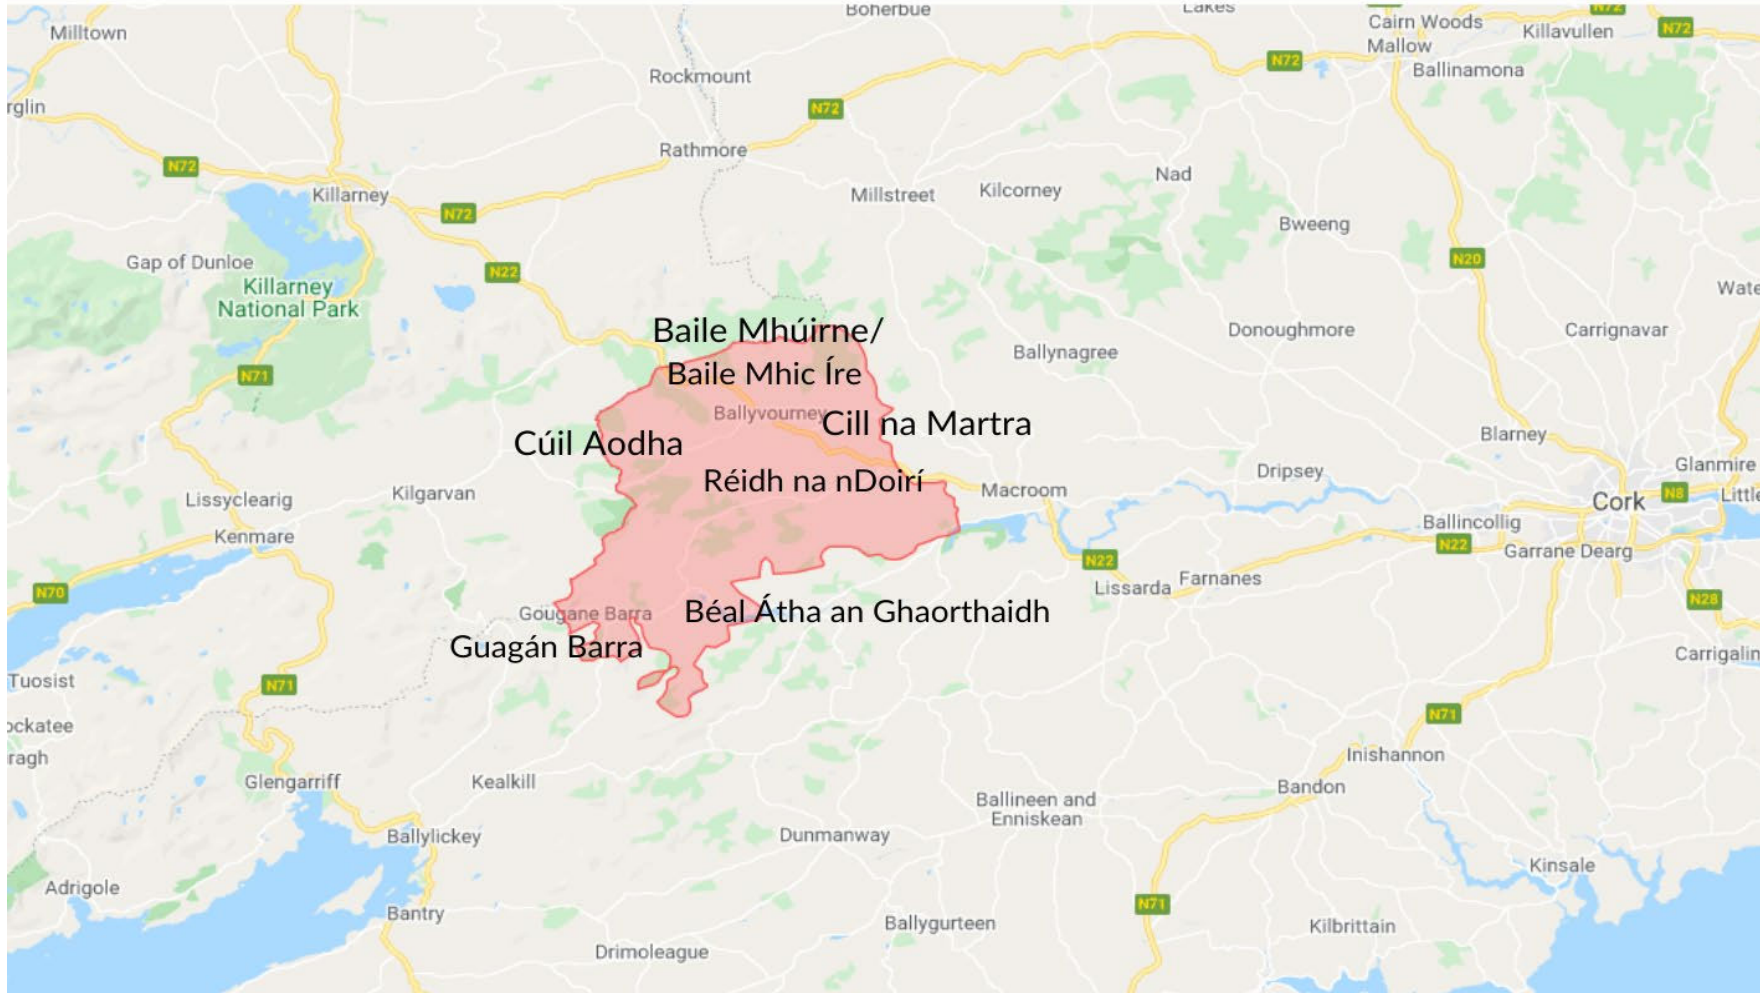 Boherbue
Lakes
N72
Cairn Woods
Milltown
Killavullen
N72
Mallow
N72
Ballinamona
Rockmount
rglin
N72
Rathmore
N72
Nad
Killarney
Millstreet
Kilcorney
N72
Bweeng
Gap of Dunloe
N22
N20
Killarney
National Park
Wate
Baile Mhúirne/
Baile Mhic Íre
Donoughmore
Carrignavar
Ballynagree
N71
Ballyvourney
Cill na Martra
Cúil Aodha
Blarney
Réidh na nDoirí
Dripsey
Glanmire
Lissyclearig
Kilgarvan
Macroom
Cork
N8
Little
Kenmare
Ballincollig
N22
Garrane Dearg
N22
N70
Lissarda
Farnanes
N28
Gougane Barra
Béal Átha an Ghaorthaidh
Guagán Barra
Carrigalin
Tuosist
N71
ockatee
N71
ragh
Inishannon
Glengarriff
Kealkill
Bandon
Ballineen and
Enniskean
Ballylickey
Dunmanway
Kinsale
Adrigole
N71
Bantry
Ballygurteen
Kilbrittain
Drimoleague